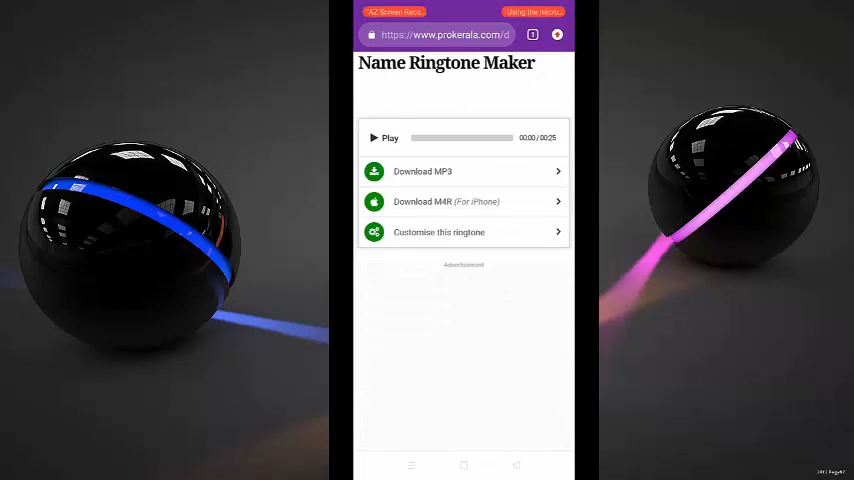 "AZ Screen Reco...
Using the micro...
https://www.prokerala.com/d
1
Name Ringtone Maker
Play
00:00 / 00:25
Download MP3
Download M4R (For iPhone)
Customise this ringtone
Advertisement